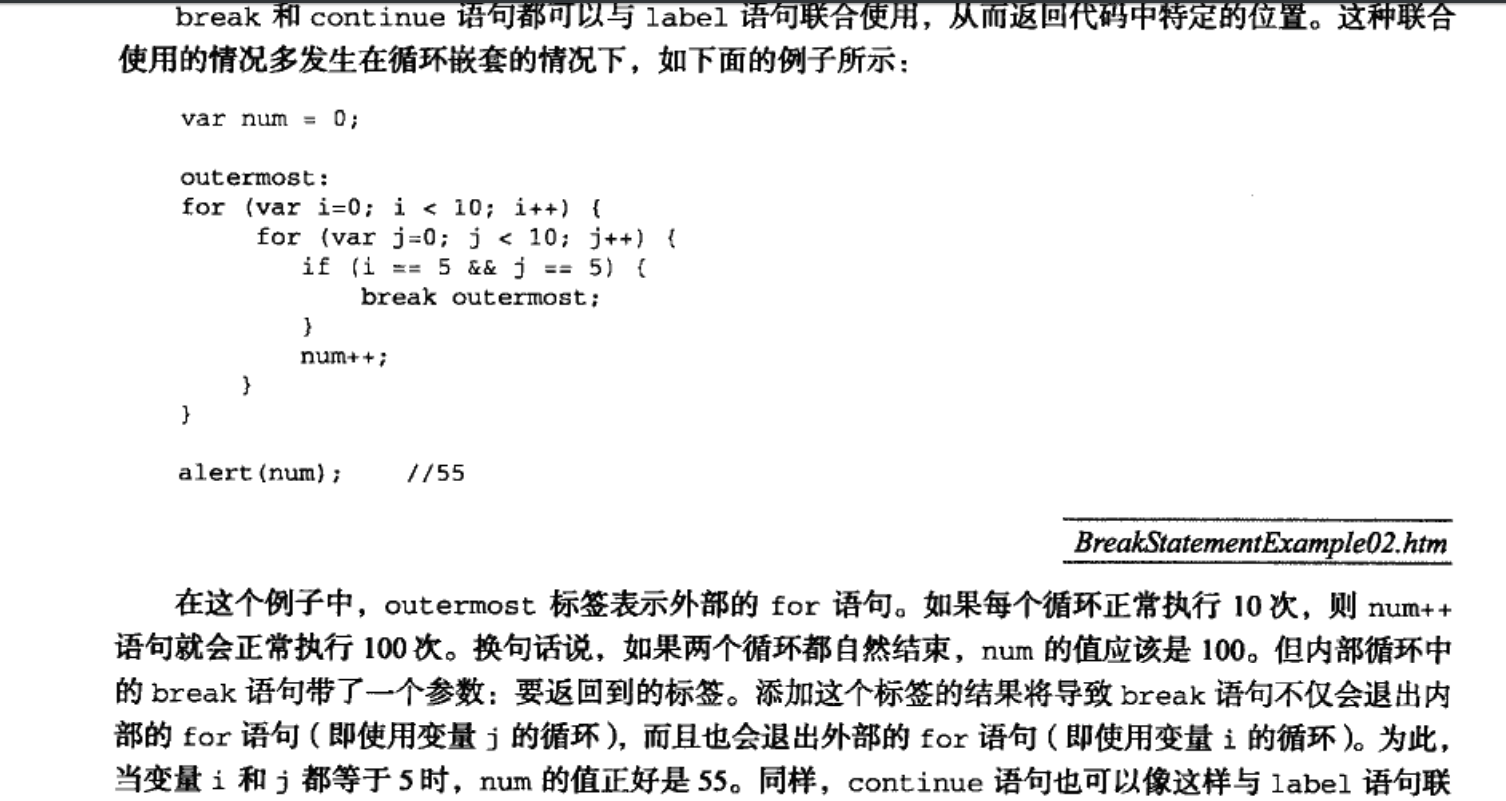 break 和 continue 语句都可以与 label 语句联合使用，从而返回代码中特定的位置。这种联合
使用的情况多发生在循环嵌套的情况下，如下面的例子所示：
var num = 0;
outermost:
for (var i=0; i < 10; i++) {
for (var j=0; j < 10; j++) {
if (i == 5 && j == 5) {
break outermost;
}
num++;
}
}
alert(num); //55
BreakStatementExample02.htm
在这个例子中，outermost 标签表示外部的 for 语句。如果每个循环正常执行 10 次，则 num++
语句就会正常执行 100 次。换句话说，如果两个循环都自然结束，num 的值应该是 100。但内部循环中
的 break 语句带了一个参数：要返回到的标签。添加这个标签的结果将导致 break 语句不仅会退出内
部的 for 语句（即使用变量 j 的循环），而且也会退出外部的 for 语句（即使用变量 i 的循环）。为此，
当变量 i 和 j 都等于 5 时，num 的值正好是 55。同样，continue 语句也可以像这样与 label 语句联